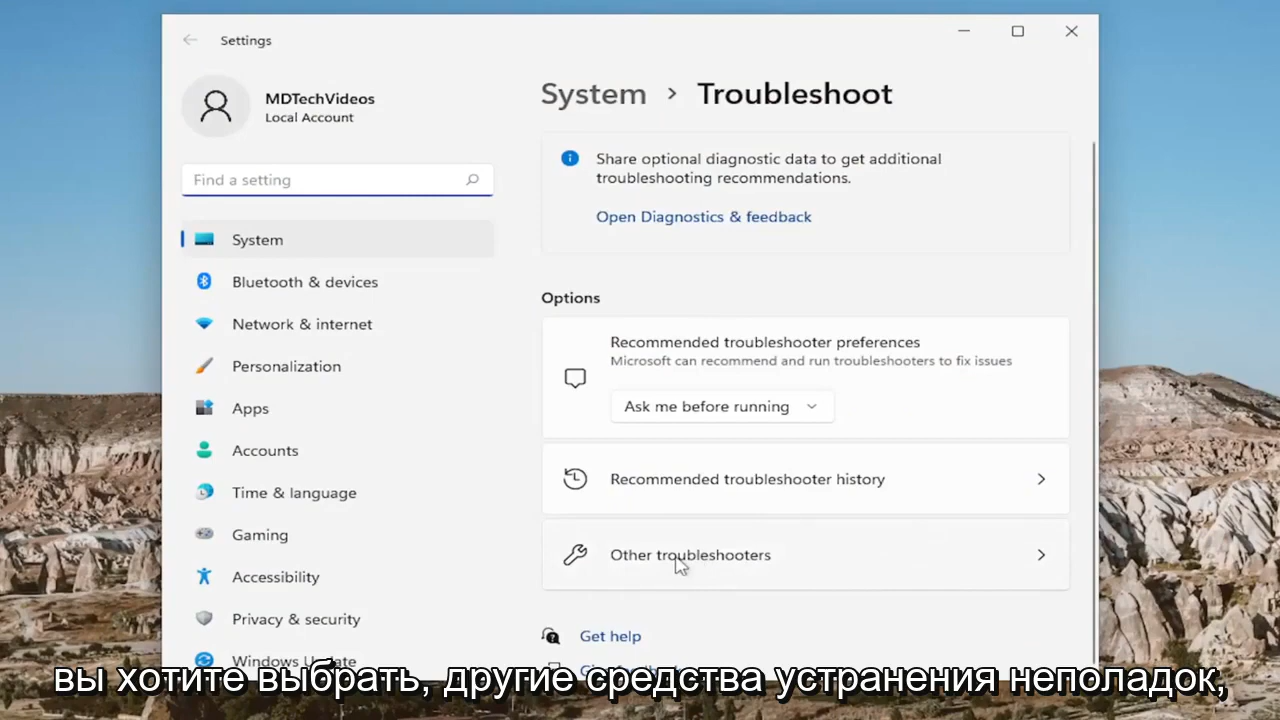 Settings
MDTechVideos
Local Account
Find a setting
System
Bluetooth & devices
Network & internet
Personalization
Apps
Accounts
Time & language
Gaming
Accessibility
Privacy & security
Windows Update
System > Troubleshoot
Share optional diagnostic data to get additional
troubleshooting recommendations.
Open Diagnostics & feedback
Options
Recommended troubleshooter preferences
Microsoft can recommend and run troubleshooters to fix issues
Ask me before running
Recommended troubleshooter history
Other troubleshooters
Get help
вы хотите выбрать, другие средства устранения неполадок,